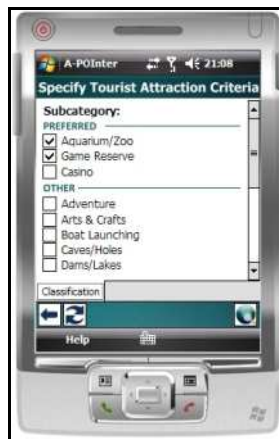 A-POInter 21:08
Specify Tourist Attraction Criteria
Subcategory:
PREFERRED
Aquarium/Zoo
Game Reserve
Casino
OTHER
Adventure
Arts & Crafts
Boat Launching
Caves/Holes
Dams/Lakes
Classification
Help